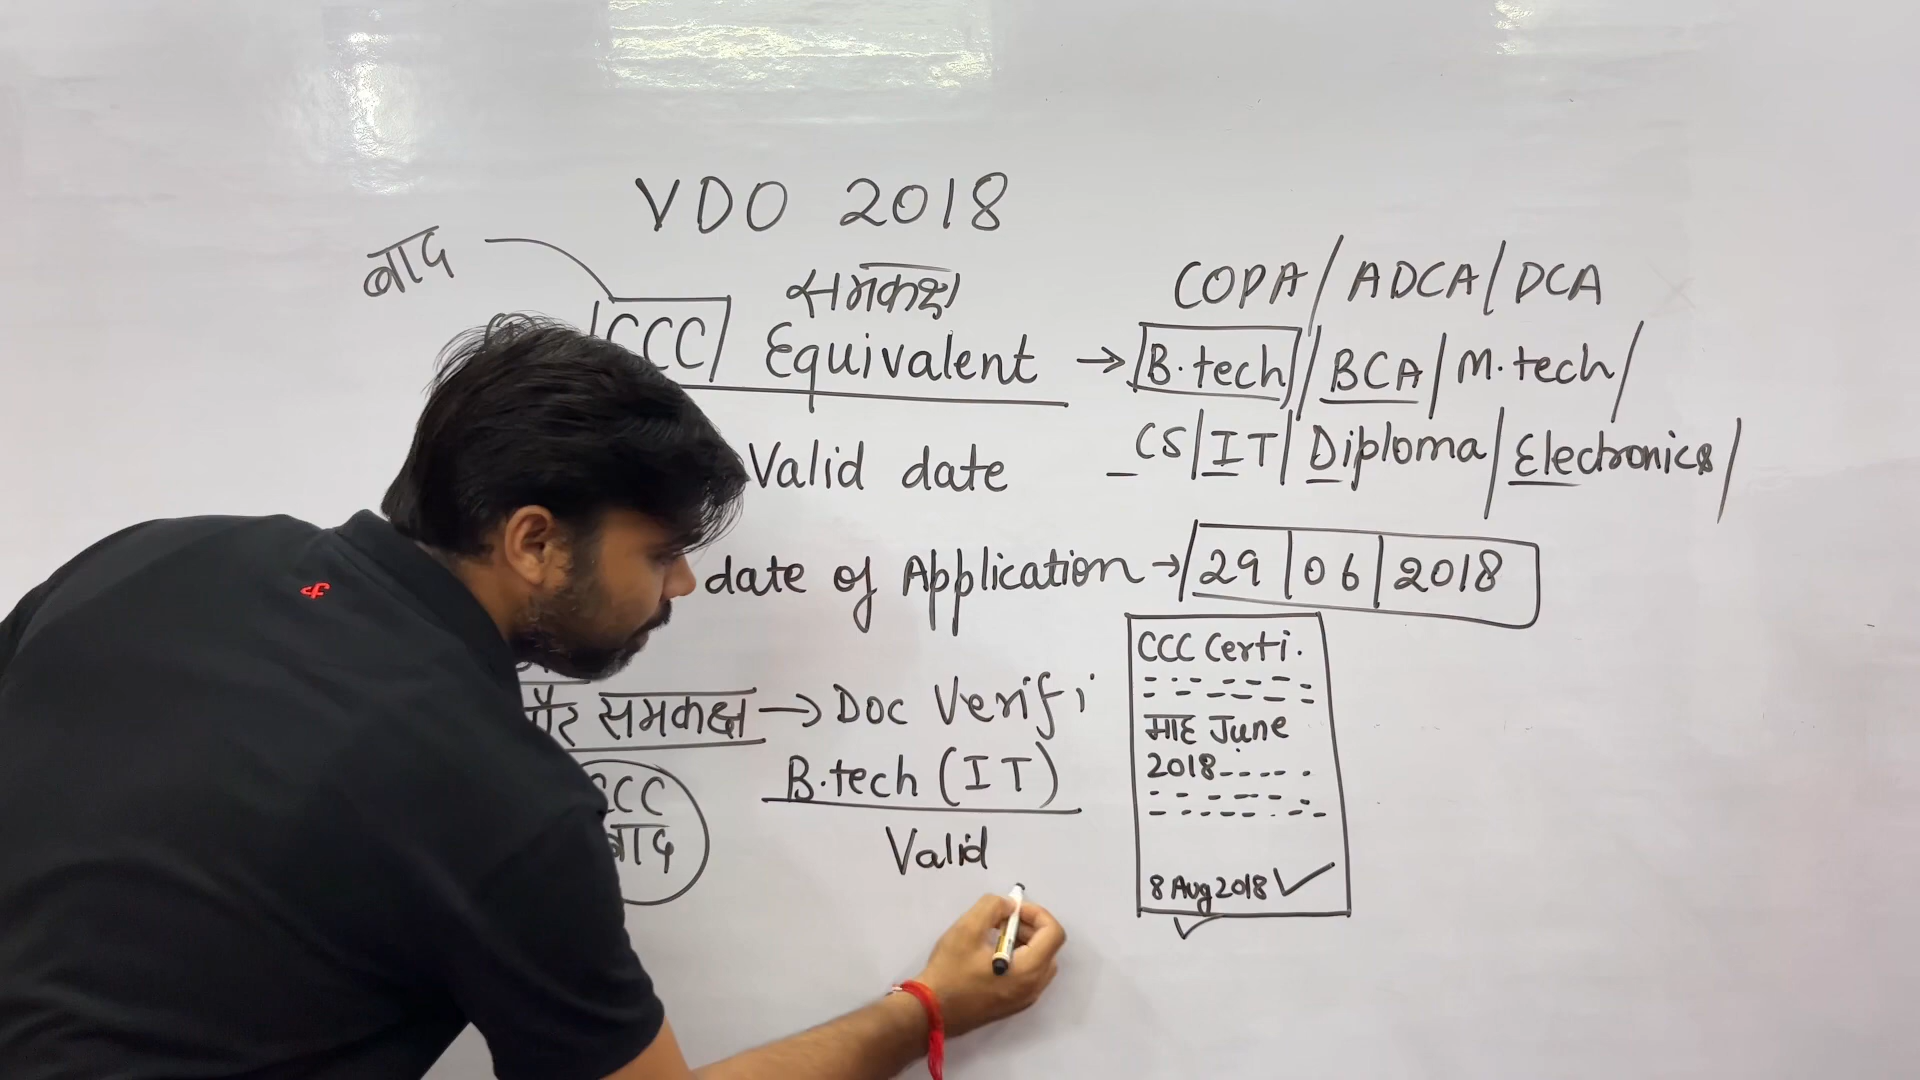 VDO 2018
बाद
समकक्ष
COPA/ADCA/DCA
CCC Equivalent → B.tech/BCA/M.tech/
Valid date
CS/IT/Diploma/Electronics/
date of Application → 29/06/2018
CCC Certi.
माह June
2018-----.
8 Aug 2018 ✓
समकक्ष → Doc Verifi
B.tech (IT)
Valid
CCC
बाद